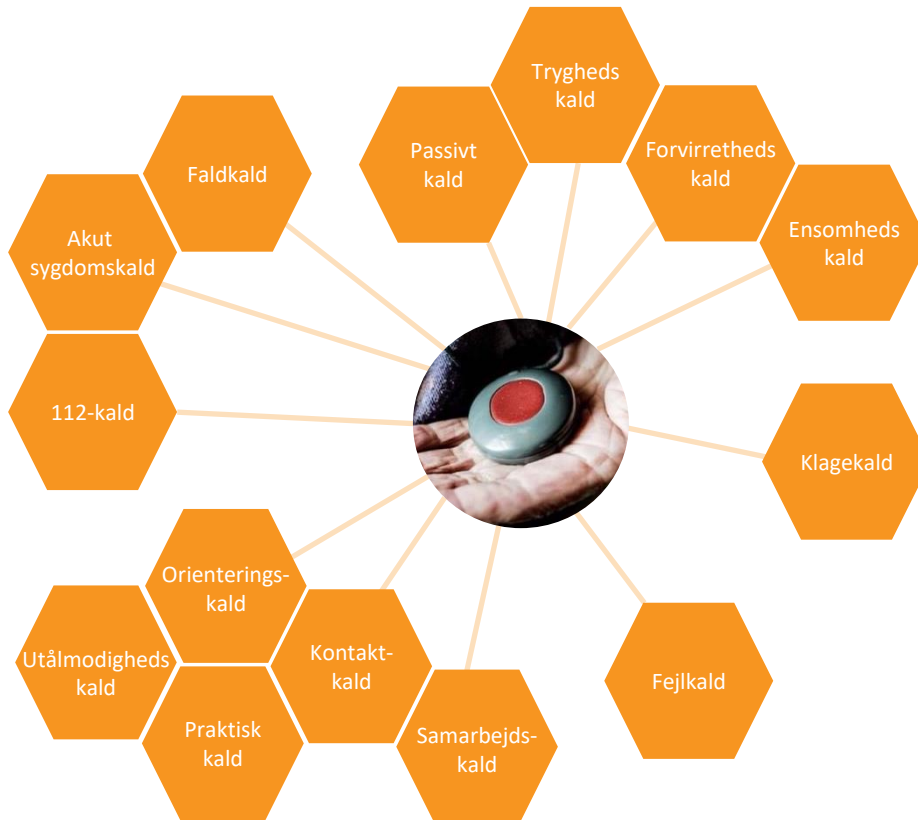 Trygheds
kald
Passivt
kald
Forvirretheds
kald
Faldkald
Ensomheds
kald
Akut
sygdomskald
112-kald
Klagekald
Orienterings-
kald
Utålmodigheds
kald
Kontakt-
kald
Fejlkald
Praktisk
kald
Samarbejds-
kald